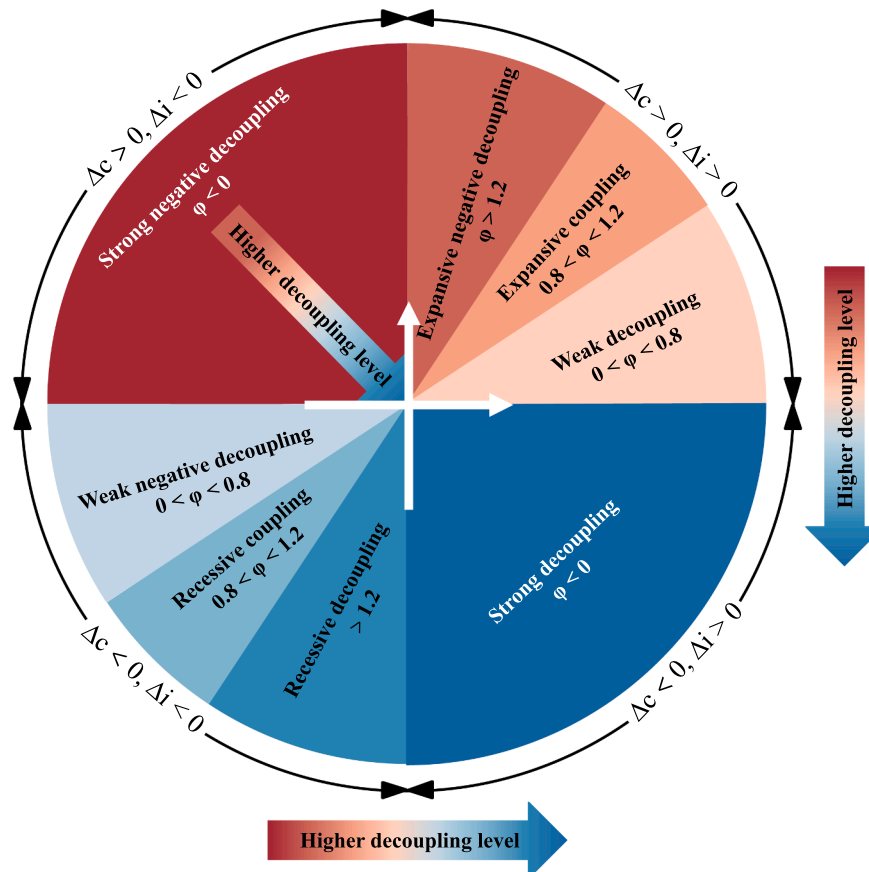 Δc > 0, Δi < 0
Δc > 0, Δi > 0
Strong negative decoupling
φ < 0
Expansive negative decoupling
φ > 1.2
Expansive coupling
0.8 < φ < 1.2
Weak decoupling
0 < φ < 0.8
Higher decoupling level
Higher decoupling level
Weak negative decoupling
0 < φ < 0.8
Recessive coupling
0.8 < φ < 1.2
Recessive decoupling
> 1.2
Strong decoupling
φ < 0
Δc < 0, Δi < 0
Δc < 0, Δi > 0
Higher decoupling level